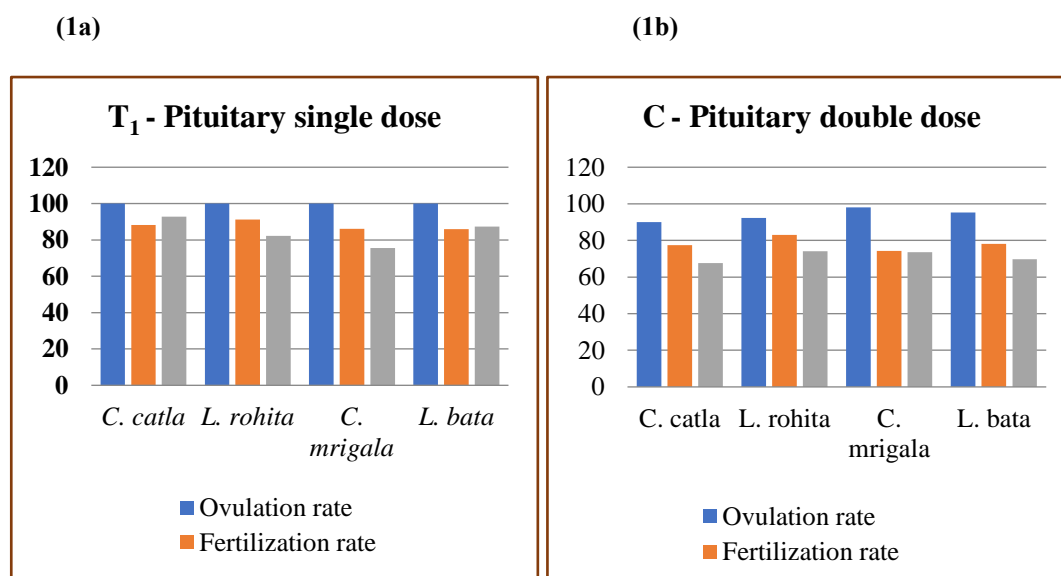 (1a)
(1b)
T₁ - Pituitary single dose
120
100
80
60
40
20
0
C. catla
L. rohita
C.
mrigala
L. bata
Ovulation rate
Fertilization rate
C - Pituitary double dose
120
100
80
60
40
20
0
C. catla
L. rohita
C.
mrigala
L. bata
Ovulation rate
Fertilization rate